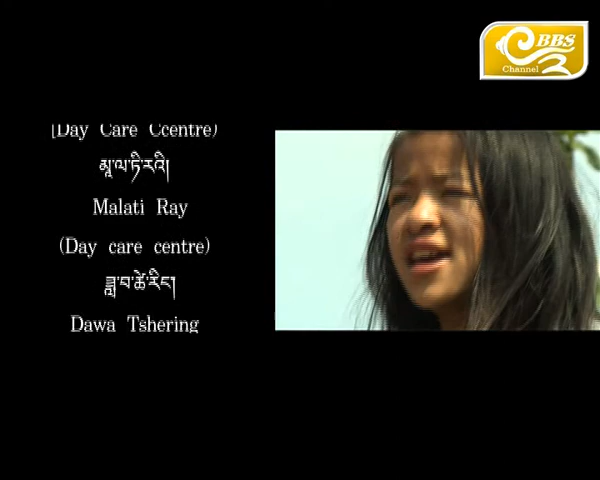 BBS
Channel 2
(Day Care Ccentre)
མཱ་ལ་ཏི་རའི།
Malati Ray
(Day care centre)
ཟླ་བ་ཚེ་རིང།
Dawa Tshering